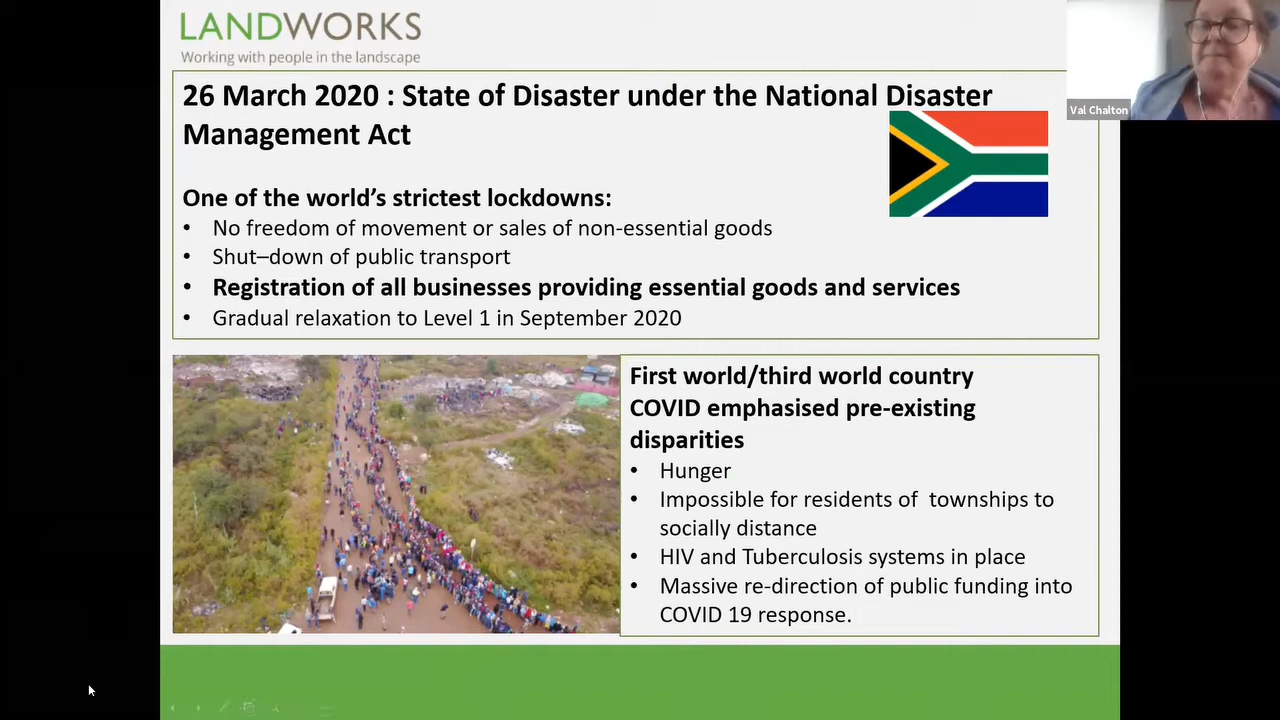 LANDWORKS
Working with people in the landscape
Val Chalton
26 March 2020 : State of Disaster under the National Disaster
Management Act
One of the world’s strictest lockdowns:
• No freedom of movement or sales of non-essential goods
• Shut–down of public transport
• Registration of all businesses providing essential goods and services
• Gradual relaxation to Level 1 in September 2020
First world/third world country
COVID emphasised pre-existing
disparities
• Hunger
• Impossible for residents of townships to
socially distance
• HIV and Tuberculosis systems in place
• Massive re-direction of public funding into
COVID 19 response.